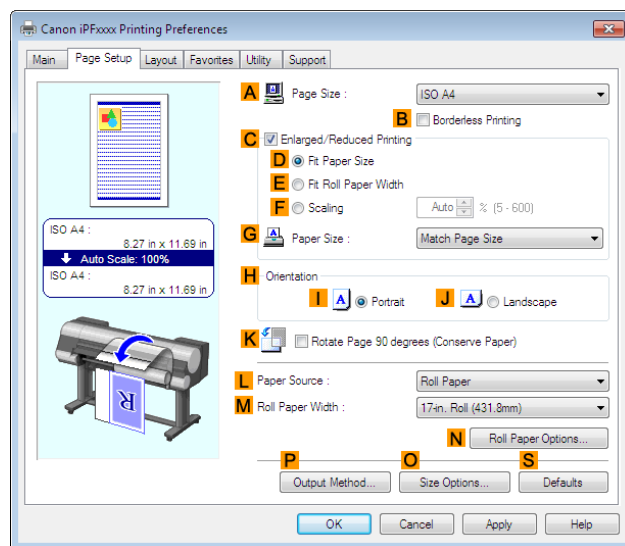 Canon iPFxxxx Printing Preferences
Main Page Setup Layout Favorites Utility Support
A Page Size : ISO A4
B Borderless Printing
C Enlarged/Reduced Printing
D Fit Paper Size
E Fit Roll Paper Width
F Scaling Auto % (5 - 600)
G Paper Size : Match Page Size
H Orientation
I A Portrait J A Landscape
K Rotate Page 90 degrees (Conserve Paper)
L Paper Source : Roll Paper
M Roll Paper Width : 17-in. Roll (431.8mm)
N Roll Paper Options...
P O S
Output Method... Size Options... Defaults
OK Cancel Apply Help
ISO A4 :
8.27 in x 11.69 in
Auto Scale: 100%
ISO A4 :
8.27 in x 11.69 in
R